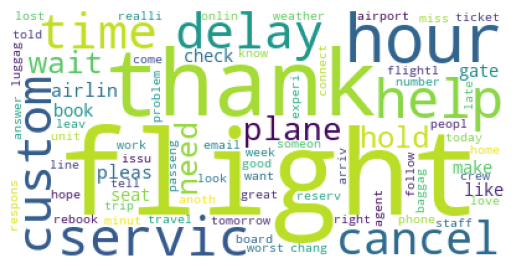 lost
realli
onlin
weather
airport
miss
ticket
time
delay
hour
told
luggag
come
check
know
connect
flightl
wait
thank
help
gate
late
airlin
problem
experi
number
answer
book
leav
need
plane
hold
peopl
today
unit
work
email
someon
line
issu
passeng
week
good
arriv
follow
baggag
home
custom
pleas
flight
make
hope
tell
look
want
crew
respons
seat
great
right
agent
like
love
rebook
trip
anoth
reserv
phone
staff
minut
travel
tomorrow
board
servic
worst
chang
cancel